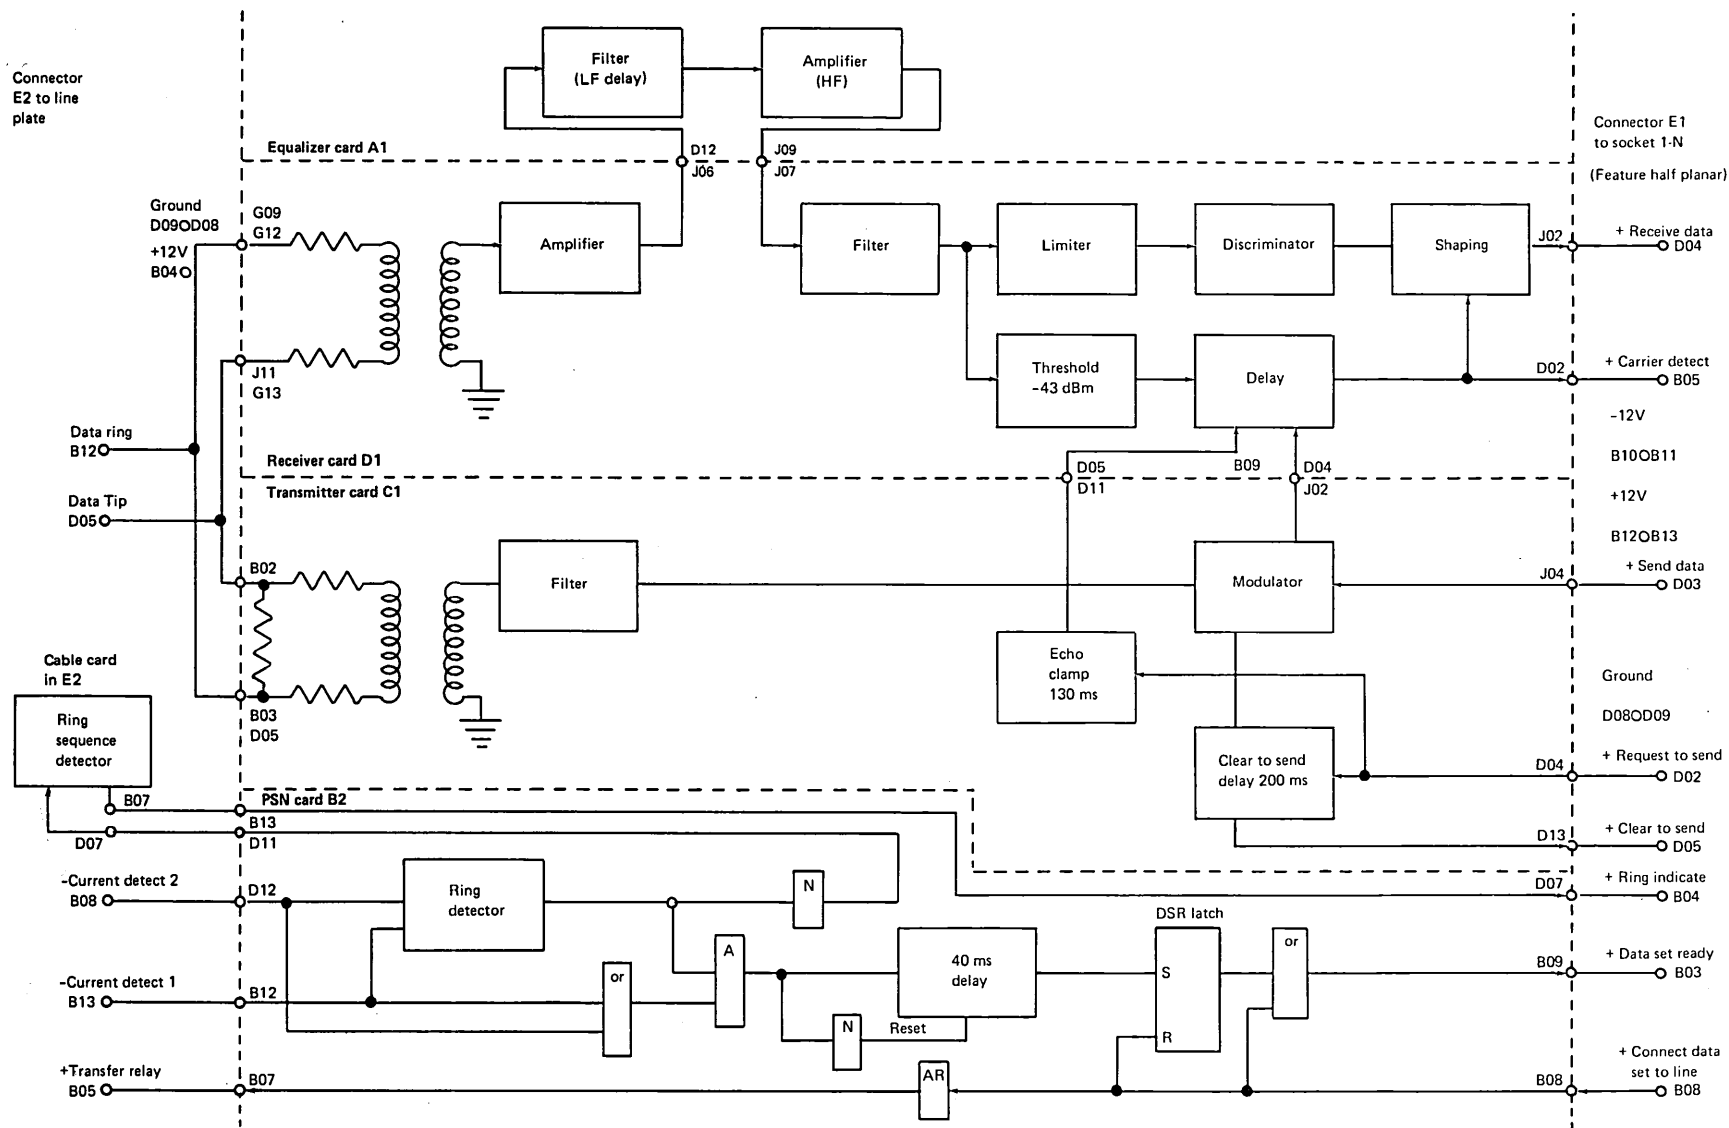 Connector
E2 to line
plate
Filter
(LF delay)
Amplifier
(HF)
Connector E1
to socket 1-N
(Feature half planar)
Equalizer card A1
D12
J06
J09
J07
Ground
D09OD08
+12V
B04
G09
G12
Amplifier
Filter
Limiter
Discriminator
Shaping
J02
+ Receive data
D04
J11
G13
Threshold
-43 dBm
Delay
D02
+ Carrier detect
B05
-12V
B10OB11
+12V
B12OB13
Data ring
B12
Receiver card D1
D05
D11
B09
D04
J02
Transmitter card C1
Data Tip
D05
B02
Filter
Modulator
J04
+ Send data
D03
Echo
clamp
130 ms
Cable card
in E2
Ring
sequence
detector
B03
D05
Ground
D08OD09
Clear to send
delay 200 ms
D04
+ Request to send
D02
D13
+ Clear to send
D05
B07
PSN card B2
B13
D07
D11
-Current detect 2
B08
D12
Ring
detector
N
D07
+ Ring indicate
B04
DSR latch
-Current detect 1
B13
B12
or
A
40 ms
delay
S
R
or
B09
+ Data set ready
B03
N
Reset
+Transfer relay
B05
B07
AR
B08
+ Connect data
set to line
B08